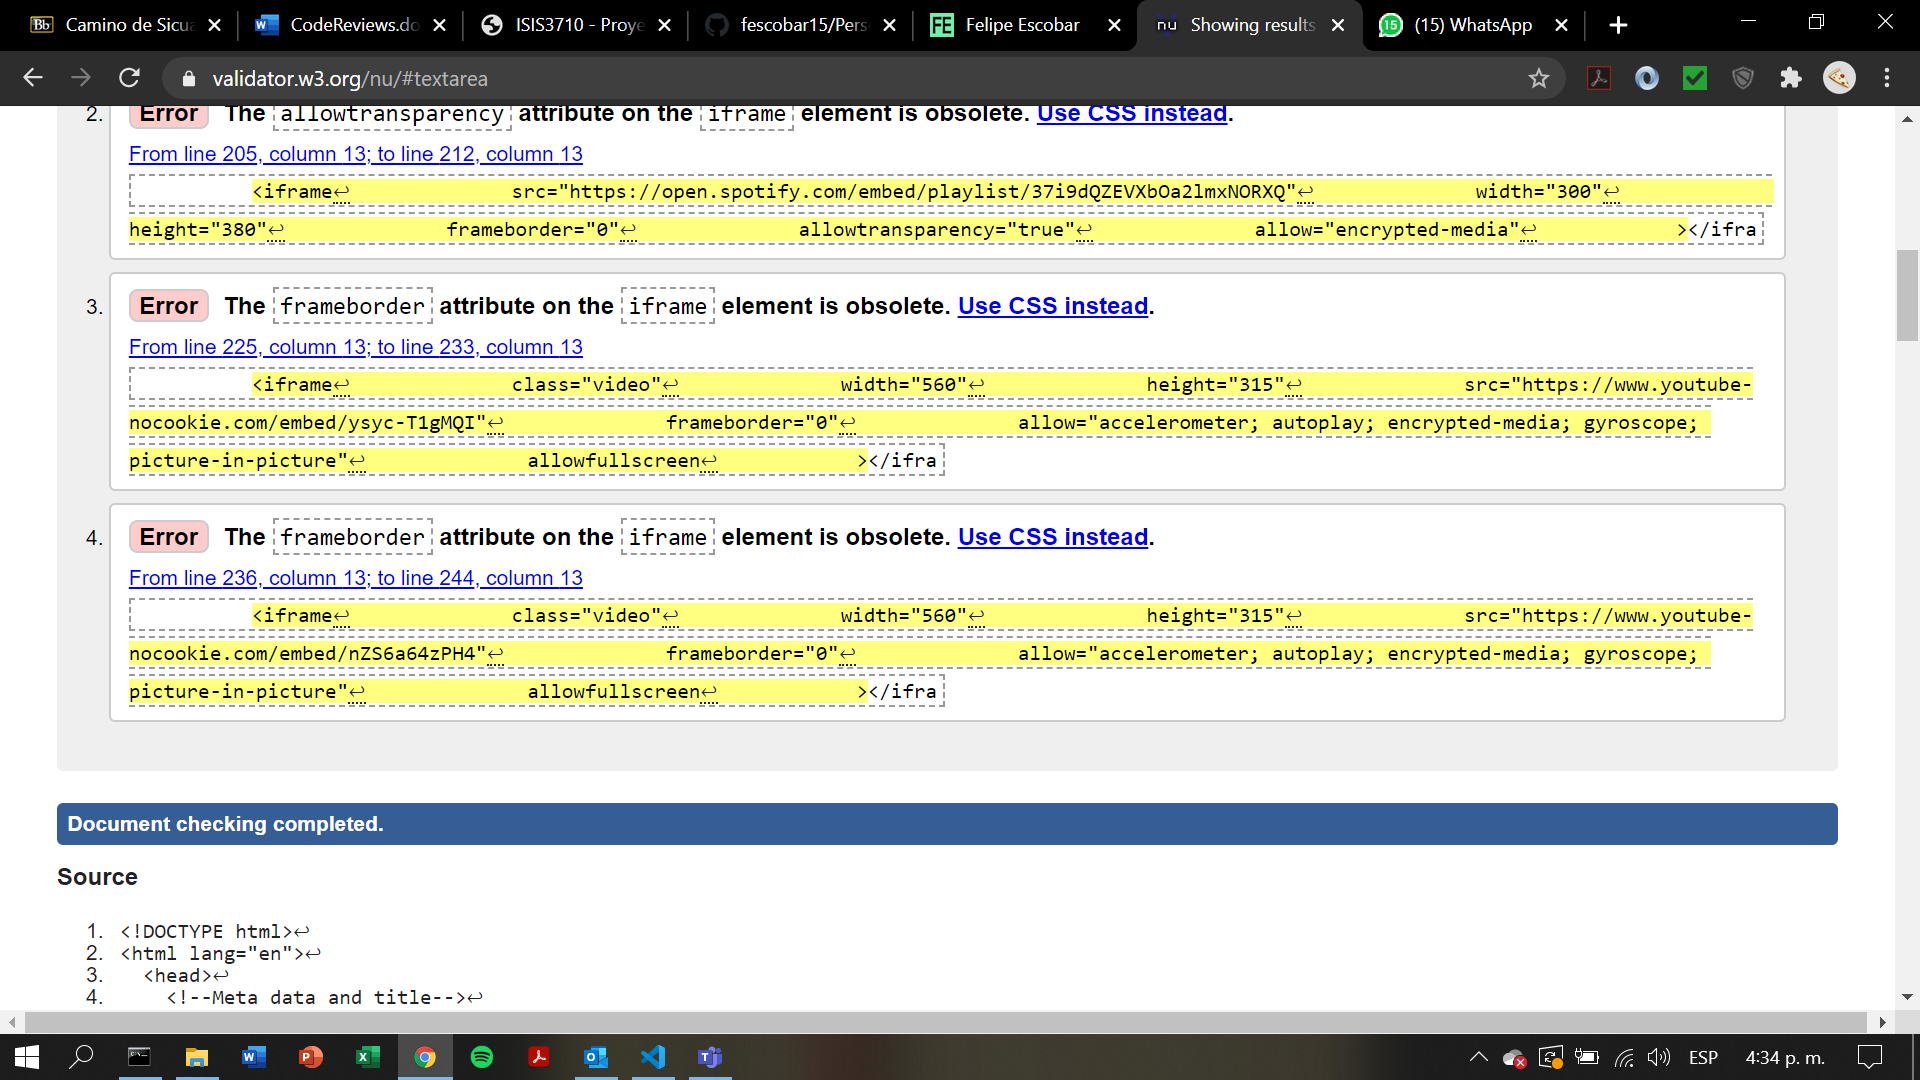 Bb Camino de Sicua
CodeReviews.do
ISIS3710 - Proye
fescobar15/Pers
FE Felipe Escobar
nu Showing results
15 (15) WhatsApp
validator.w3.org/nu/#textarea
2. Error The allowtransparency attribute on the iframe element is obsolete. Use CSS instead.
From line 205, column 13; to line 212, column 13
<iframe↩ src="https://open.spotify.com/embed/playlist/37i9dQZEVXbOa2lmxNORXQ"↩ width="300"↩
height="380"↩ frameborder="0"↩ allowtransparency="true"↩ allow="encrypted-media"↩ ></ifra
3. Error The frameborder attribute on the iframe element is obsolete. Use CSS instead.
From line 225, column 13; to line 233, column 13
<iframe↩ class="video"↩ width="560"↩ height="315"↩ src="https://www.youtube-
nocookie.com/embed/ysyc-T1gMQI"↩ frameborder="0"↩ allow="accelerometer; autoplay; encrypted-media; gyroscope;
picture-in-picture"↩ allowfullscreen↩ ></ifra
4. Error The frameborder attribute on the iframe element is obsolete. Use CSS instead.
From line 236, column 13; to line 244, column 13
<iframe↩ class="video"↩ width="560"↩ height="315"↩ src="https://www.youtube-
nocookie.com/embed/nZS6a64zPH4"↩ frameborder="0"↩ allow="accelerometer; autoplay; encrypted-media; gyroscope;
picture-in-picture"↩ allowfullscreen↩ ></ifra
Document checking completed.
Source
1. <!DOCTYPE html>↩
2. <html lang="en">↩
3. <head>↩
4. <!--Meta data and title-->↩
ESP 4:34 p. m.